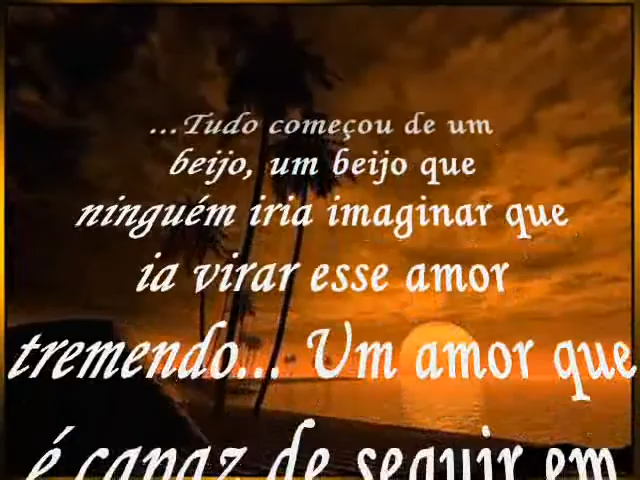 ...Tudo começou de um
beijo, um beijo que
ninguém iria imaginar que
ia virar esse amor
tremendo... Um amor que
é capaz de seguir em